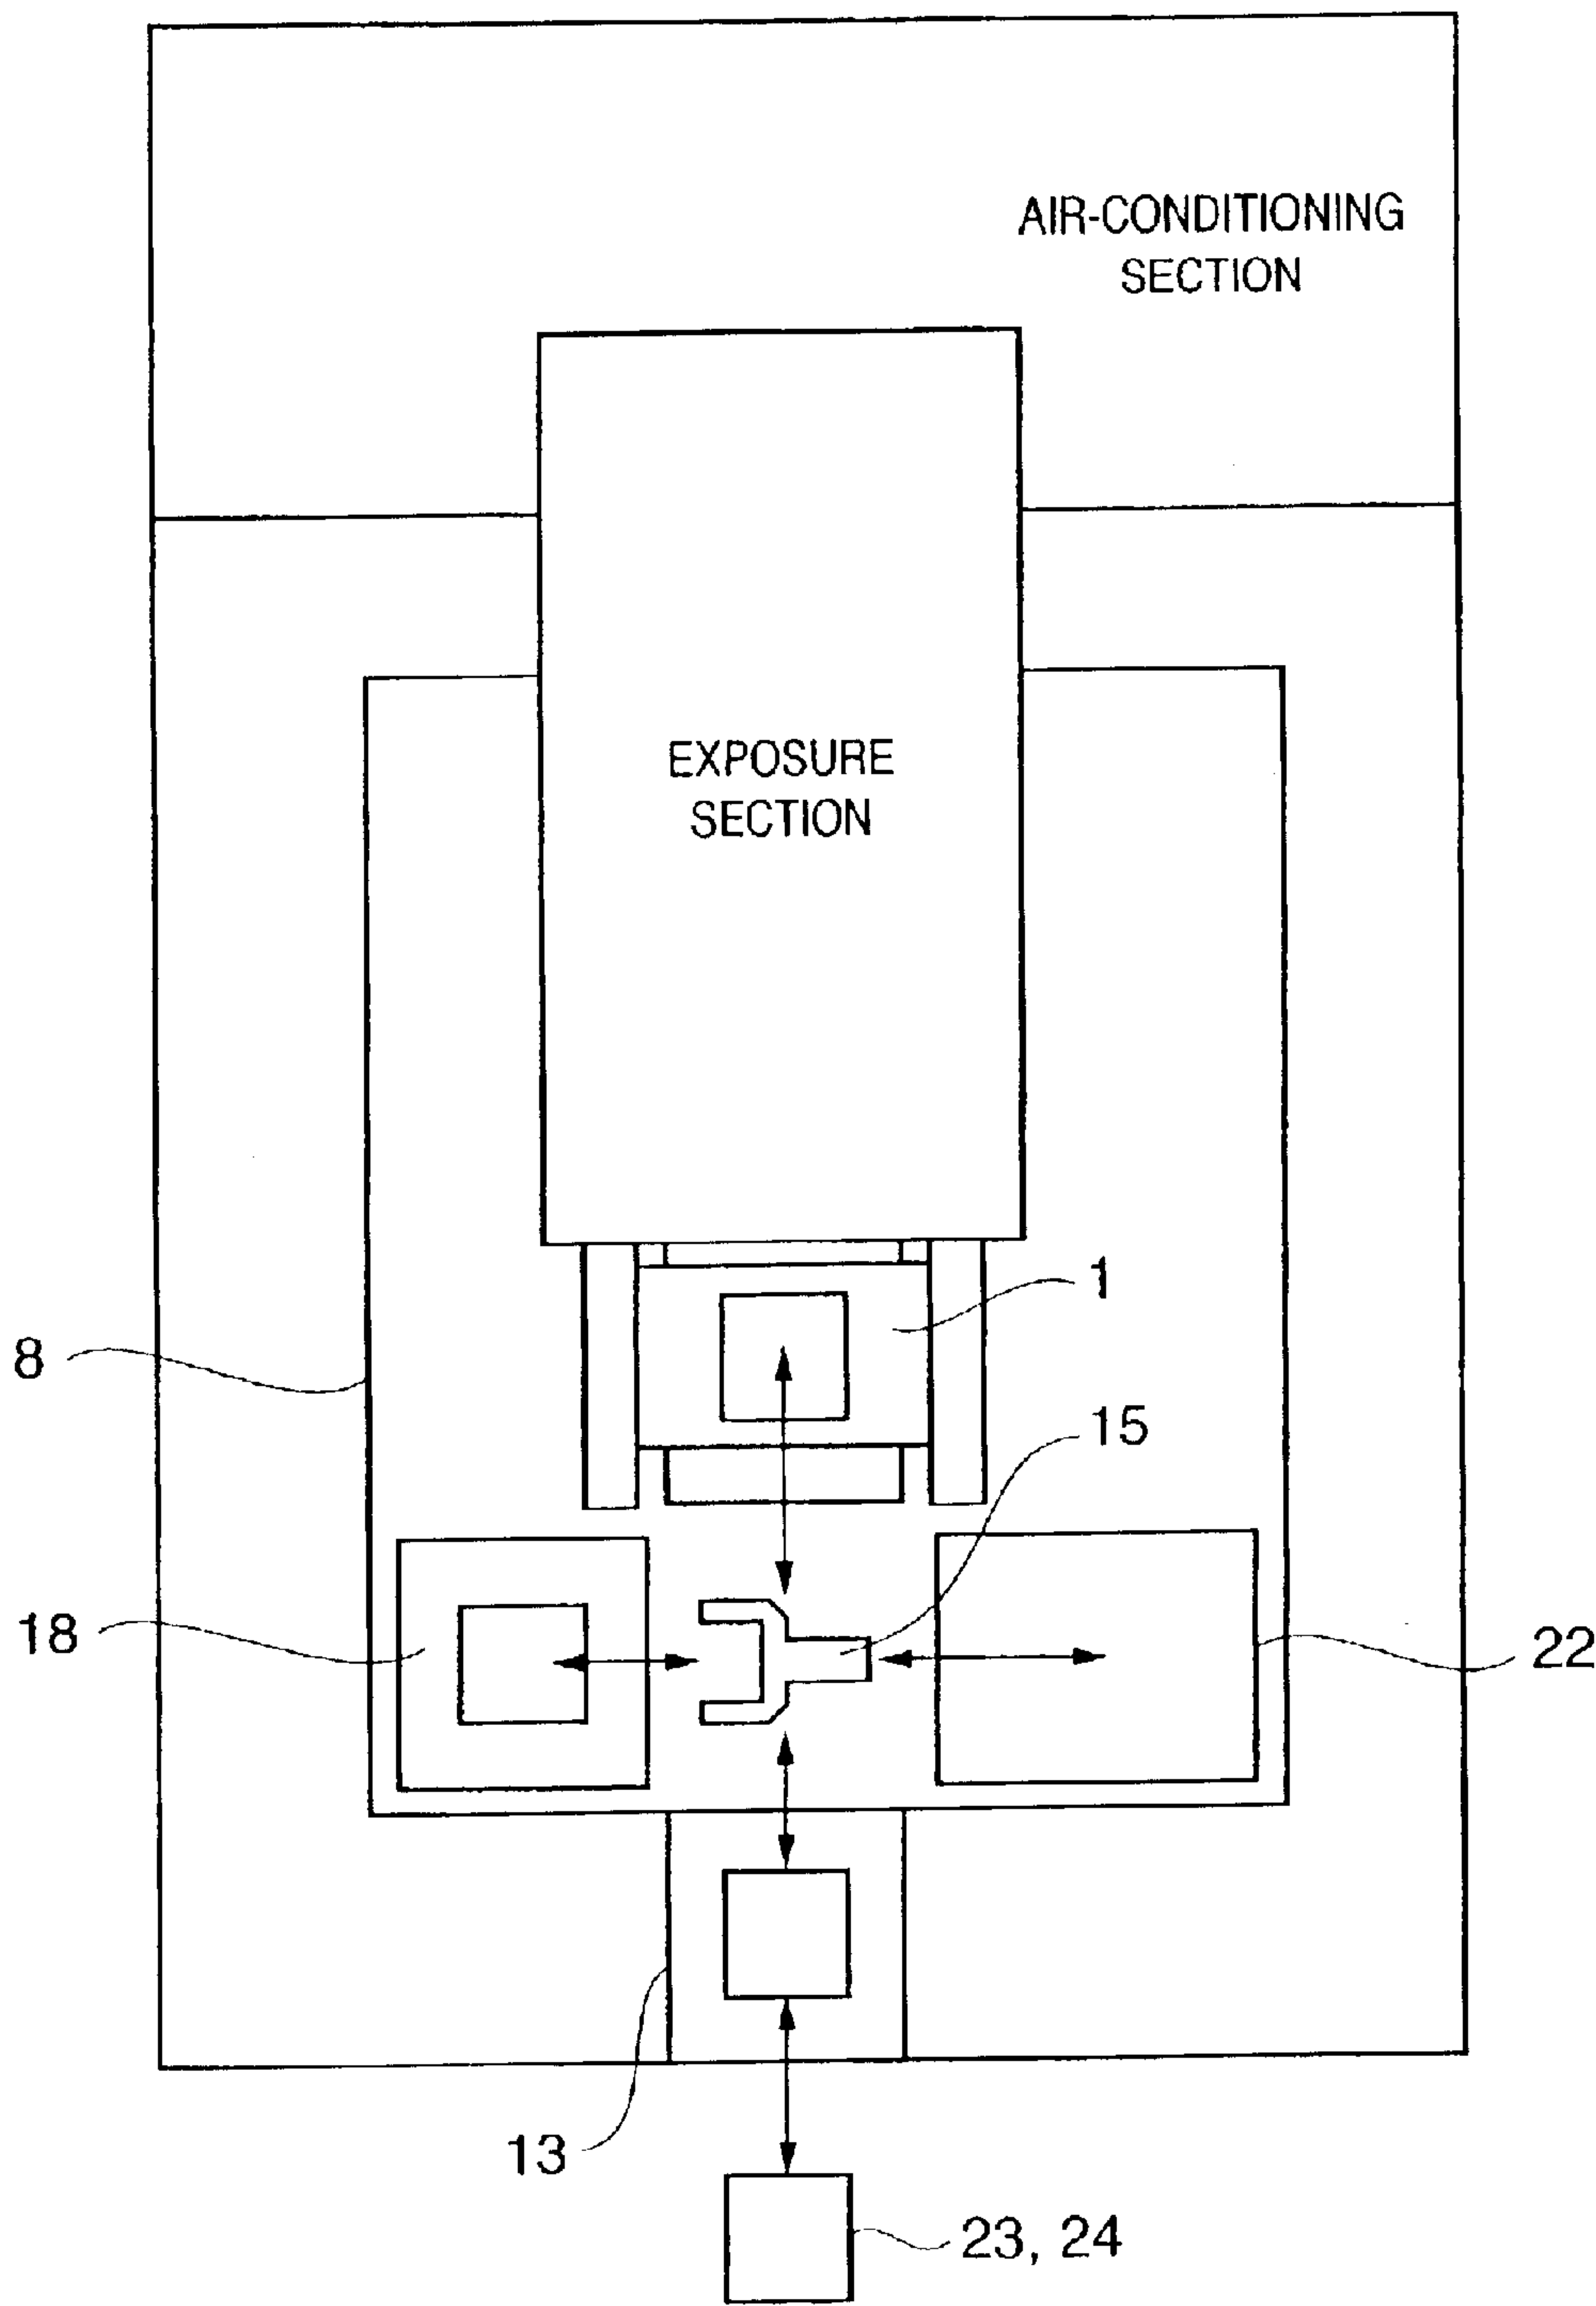 AIR-CONDITIONING
SECTION
EXPOSURE
SECTION
1
8
15
18
22
13
23, 24